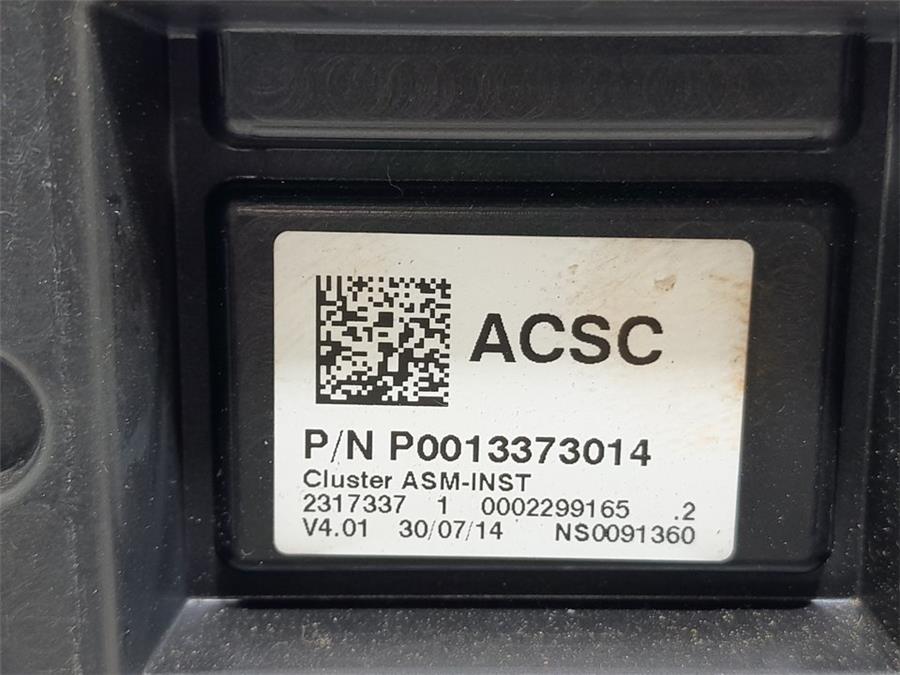 ACSC
P/N P0013373014
Cluster ASM-INST
2317337 1 0002299165 .2
V4.01 30/07/14 NS0091360